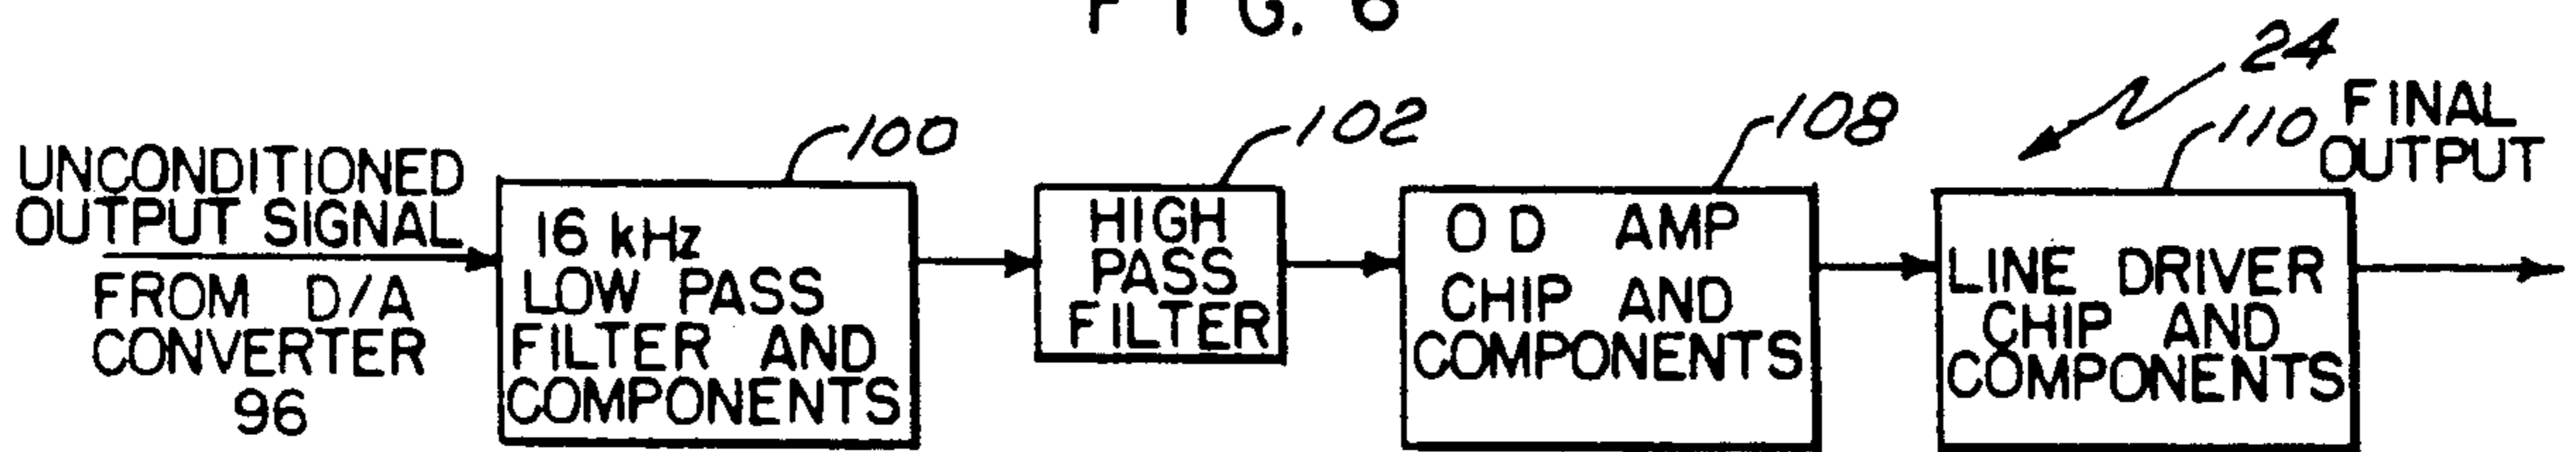 FIG. 6
24
100
102
108
110
FINAL
OUTPUT
UNCONDITIONED
OUTPUT SIGNAL
FROM D/A
CONVERTER
96
16 kHz
LOW PASS
FILTER AND
COMPONENTS
HIGH
PASS
FILTER
O D AMP
CHIP AND
COMPONENTS
LINE DRIVER
CHIP AND
COMPONENTS